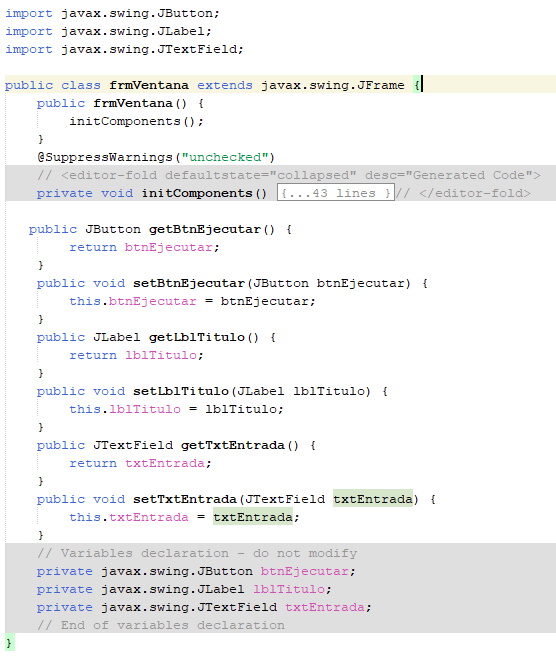 import javax.swing.JButton;
import javax.swing.JLabel;
import javax.swing.JTextField;

public class frmVentana extends javax.swing.JFrame {
    public frmVentana() {
        initComponents();
    }
    @SuppressWarnings("unchecked")
    // <editor-fold defaultstate="collapsed" desc="Generated Code">
    private void initComponents() {...43 lines }// </editor-fold>

   public JButton getBtnEjecutar() {
        return btnEjecutar;
    }
    public void setBtnEjecutar(JButton btnEjecutar) {
        this.btnEjecutar = btnEjecutar;
    }
    public JLabel getLblTitulo() {
        return lblTitulo;
    }
    public void setLblTitulo(JLabel lblTitulo) {
        this.lblTitulo = lblTitulo;
    }
    public JTextField getTxtEntrada() {
        return txtEntrada;
    }
    public void setTxtEntrada(JTextField txtEntrada) {
        this.txtEntrada = txtEntrada;
    }
    // Variables declaration - do not modify
    private javax.swing.JButton btnEjecutar;
    private javax.swing.JLabel lblTitulo;
    private javax.swing.JTextField txtEntrada;
    // End of variables declaration
}